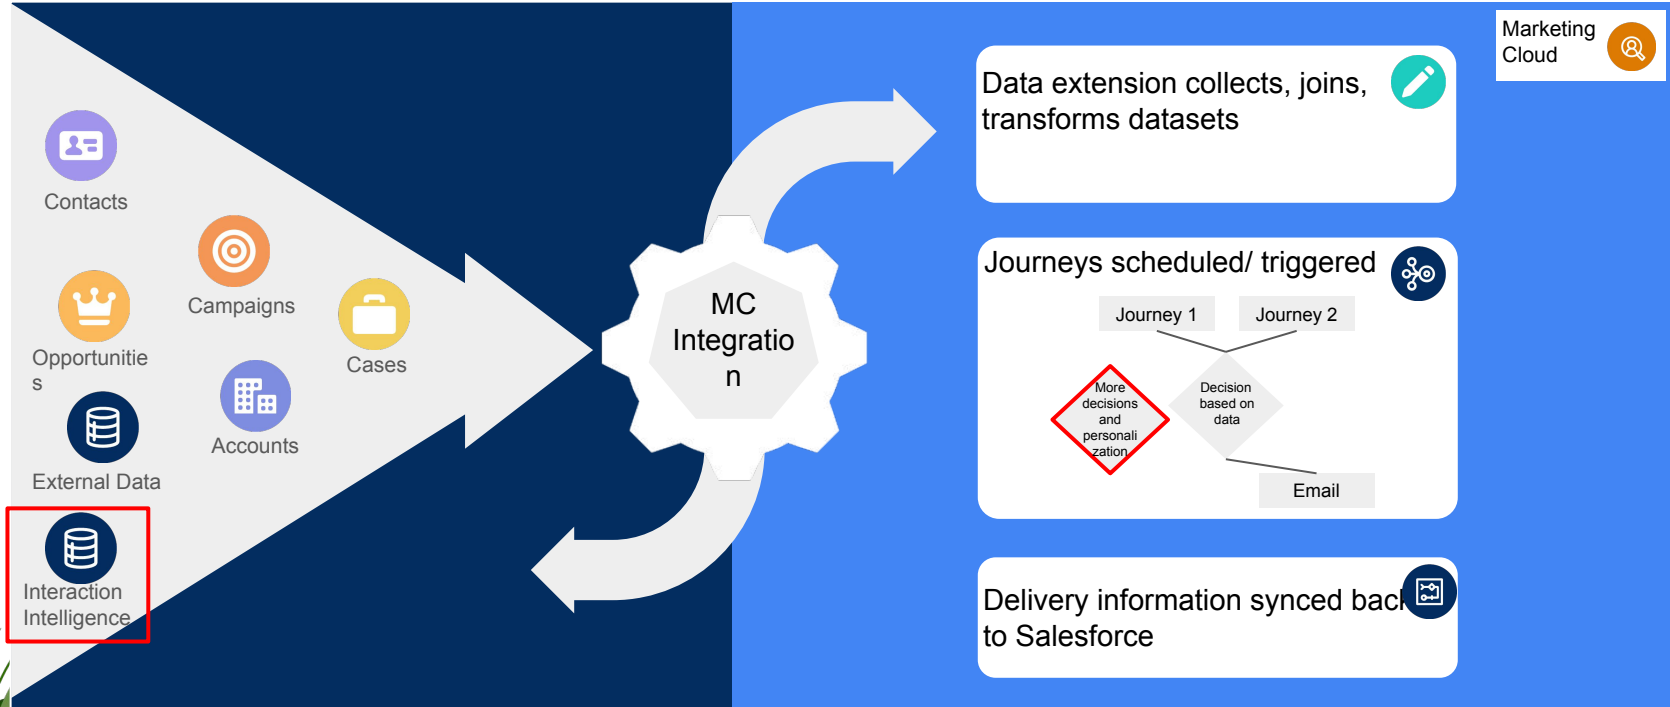 Marketing
Cloud
Data extension collects, joins,
transforms datasets
Contacts
Campaigns
Opportunitie
s
Cases
Accounts
External Data
Interaction
Intelligence
MC
Integratio
n
Journeys scheduled/ triggered
Journey 1
Journey 2
More
decisions
and
personali
zation
Decision
based on
data
Email
Delivery information synced back
to Salesforce